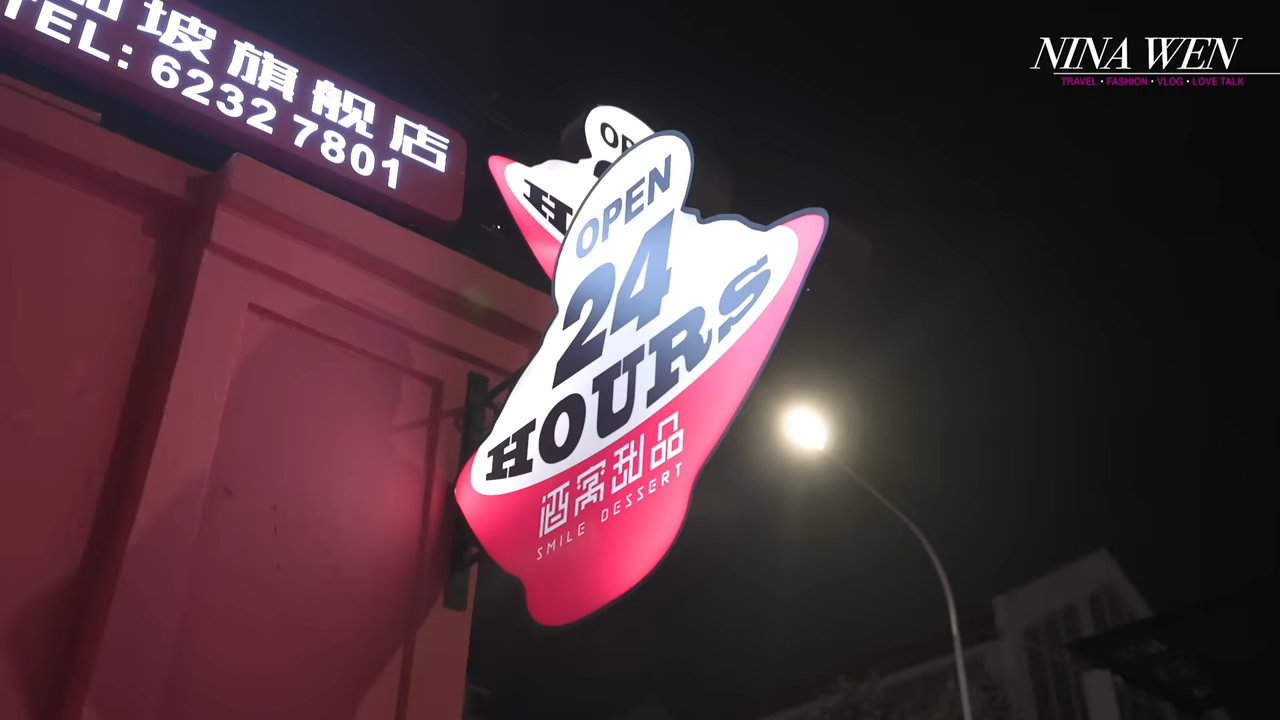 坡旗舰店
TEL: 6232 7801
NINA WEN
TRAVEL • FASHION • VLOG • LOVE TALK
OP
H
OPEN
24
HOURS
酒窝甜品
SMILE DESSERT